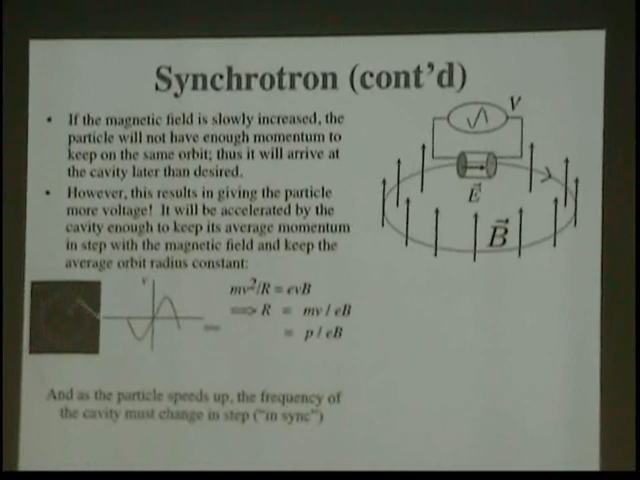 Synchrotron (cont'd)
• If the magnetic field is slowly increased, the
particle will not have enough momentum to
keep on the same orbit; thus it will arrive at
the cavity later than desired.
• However, this results in giving the particle
more voltage! It will be accelerated by the
cavity enough to keep its average momentum
in step with the magnetic field and keep the
average orbit radius constant:
V
E⃗
B⃗
v
mv²/R = evB
⟹ R = mv / eB
= p / eB
And as the particle speeds up, the frequency of
the cavity must change in step ("in sync")